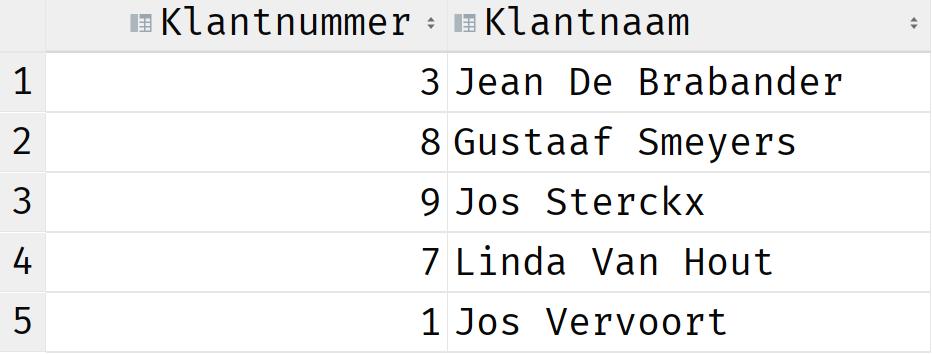 Klantnummer Klantnaam
1 3 Jean De Brabander
2 8 Gustaaf Smeyers
3 9 Jos Sterckx
4 7 Linda Van Hout
5 1 Jos Vervoort